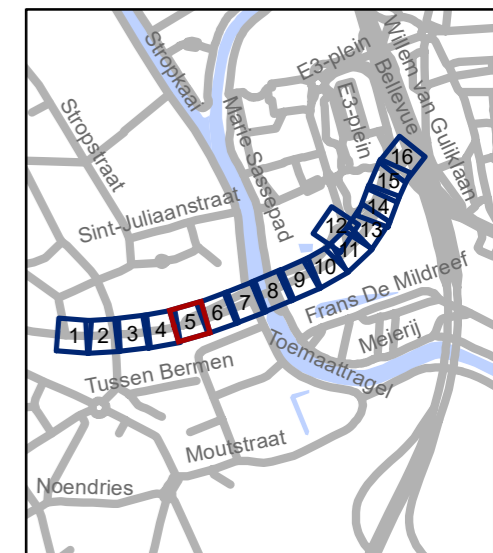 Willem van Guliklaan
Bellevue
E3-plein
Stropkaai
E3-plein
Stropstraat
Marie Sassepad
Sint-Juliaanstraat
16
15
14
13
12
11
10
9
8
7
6
5
4
3
2
1
Frans De Mildreef
Meierij
Toemaattragel
Tussen Bermen
Moutstraat
Noendries